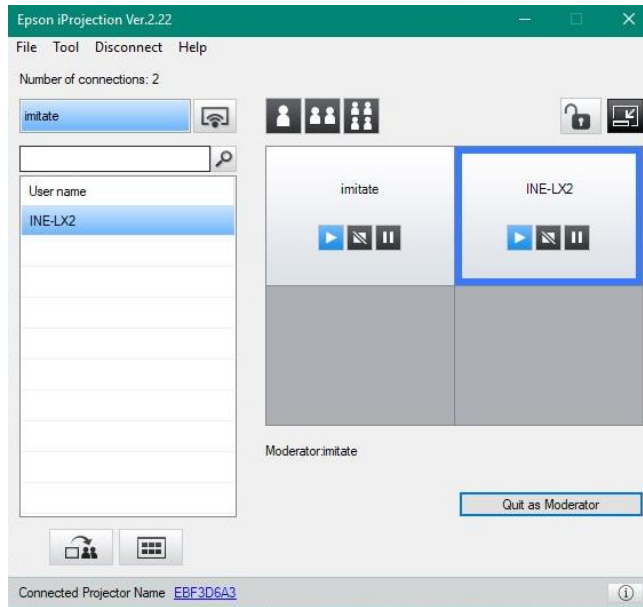 Epson iProjection Ver.2.22
File Tool Disconnect Help
Number of connections: 2
imitate
User name
INE-LX2
imitate
INE-LX2
Moderator:imitate
Quit as Moderator
Connected Projector Name EBF3D6A3